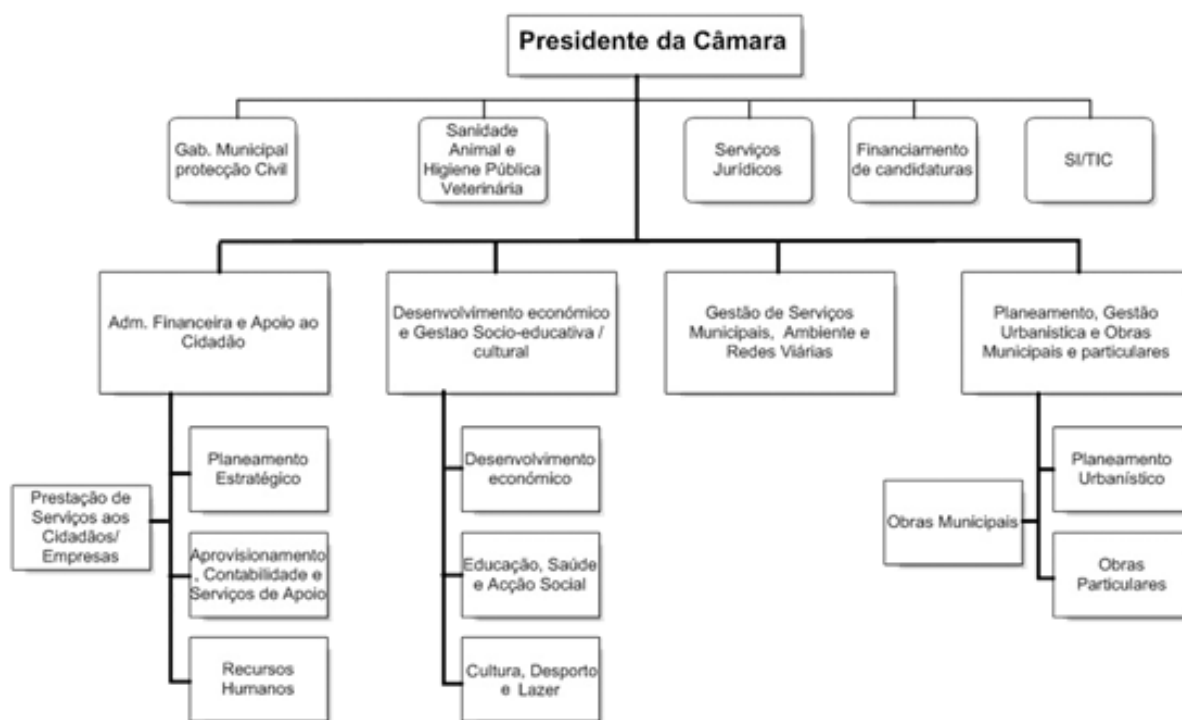 Presidente da Câmara
Gab. Municipal
protecção Civil
Sanidade
Animal e
Higiene Pública
Veterinária
Serviços
Jurídicos
Financiamento
de candidaturas
SI/TIC
Adm. Financeira e Apoio ao
Cidadão
Desenvolvimento económico
e Gestao Socio-educativa /
cultural
Gestão de Serviços
Municipais, Ambiente e
Redes Viárias
Planeamento, Gestão
Urbanística e Obras
Municipais e particulares
Planeamento
Estratégico
Prestação de
Serviços aos
Cidadãos/
Empresas
Aprovisionamento
, Contabilidade e
Serviços de Apoio
Recursos
Humanos
Desenvolvimento
económico
Educação, Saúde
e Acção Social
Cultura, Desporto
e Lazer
Planeamento
Urbanístico
Obras Municipais
Obras
Particulares